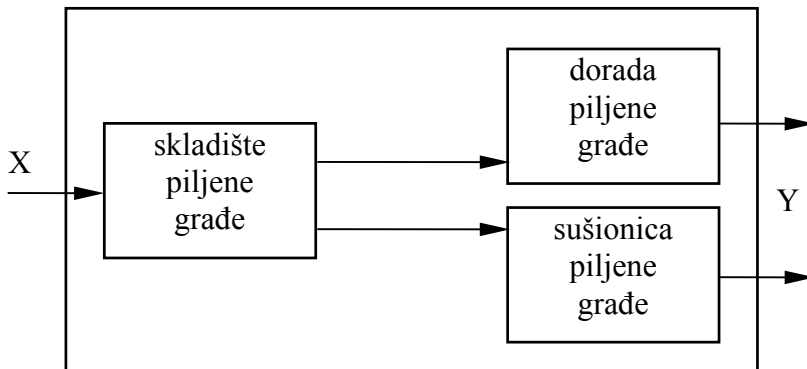 X
skladište
piljene
građe
dorada
piljene
građe
sušionica
piljene
građe
Y